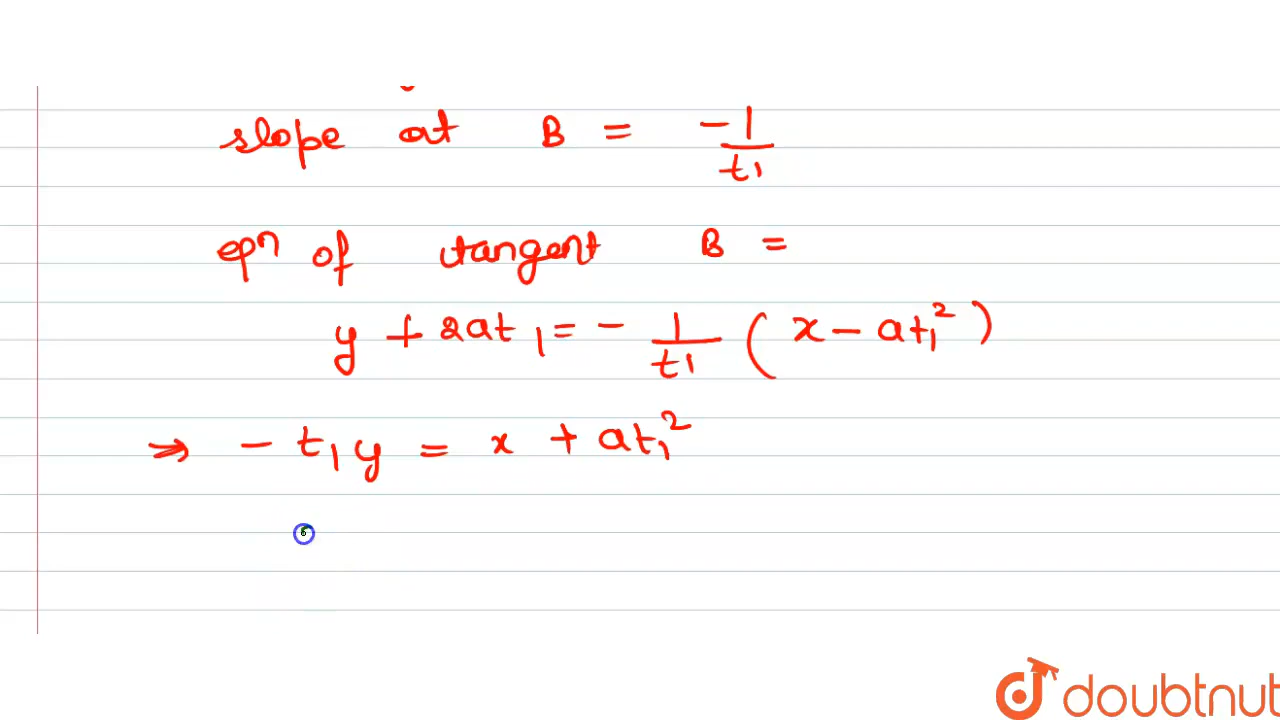 slope at B = -1/t1
eqn of tangent B =
y + 2at1 = - 1/t1 (x - at1²)
⇒ - t1y = x + at1²
doubtnut